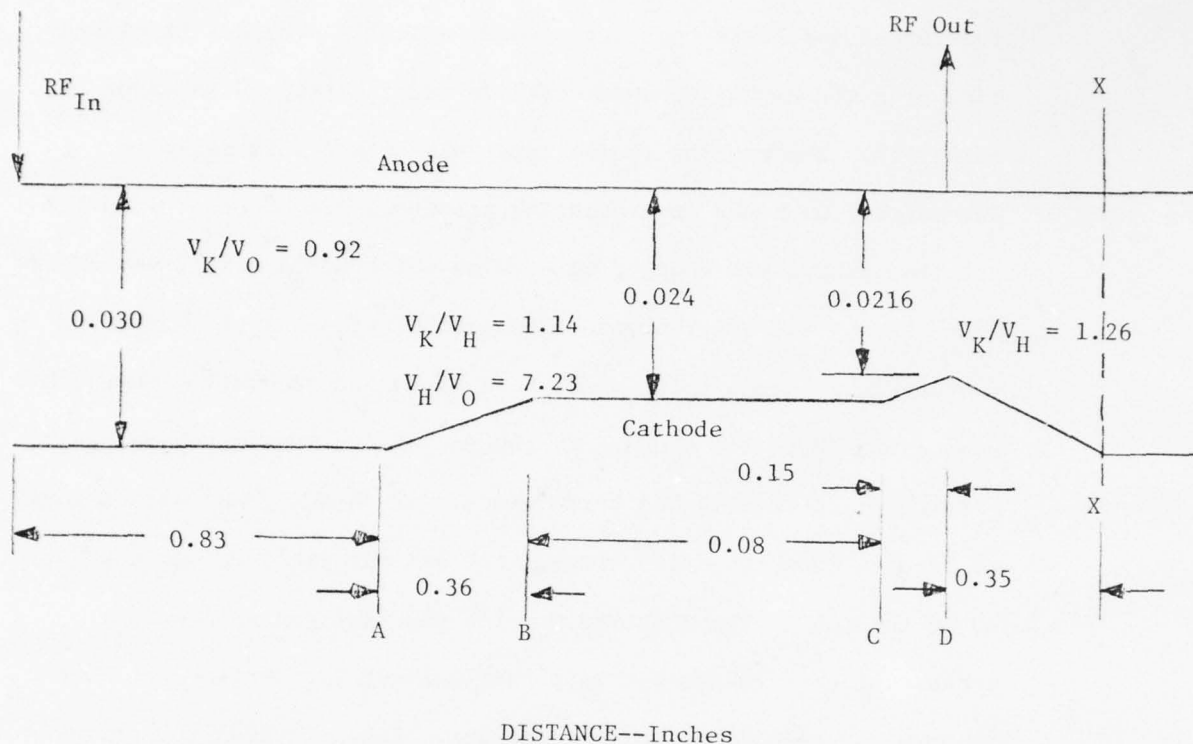 RF Out
X
RF In
Anode
V_K/V_O = 0.92
0.030
0.024
0.0216
V_K/V_H = 1.14
V_K/V_H = 1.26
V_H/V_O = 7.23
Cathode
0.15
X
0.83
0.08
0.36
0.35
A
B
C
D
DISTANCE--Inches